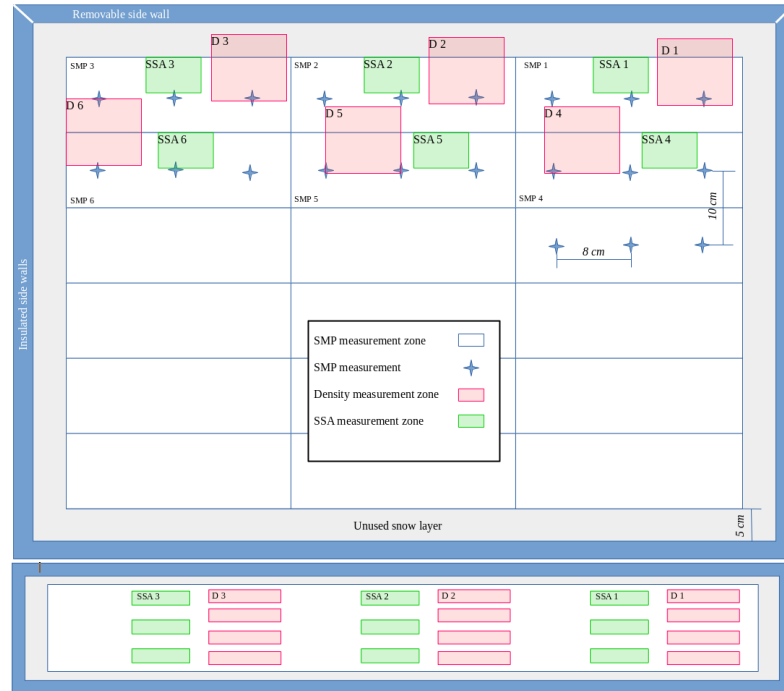 Removable side wall
D 3
D 2
D 1
SMP 3
SSA 3
SMP 2
SSA 2
SMP 1
SSA 1
D 6
D 5
D 4
SSA 6
SSA 5
SSA 4
SMP 6
SMP 5
SMP 4
10 cm
8 cm
Insulated side walls
SMP measurement zone
SMP measurement
Density measurement zone
SSA measurement zone
Unused snow layer
5 cm
SSA 3
D 3
SSA 2
D 2
SSA 1
D 1